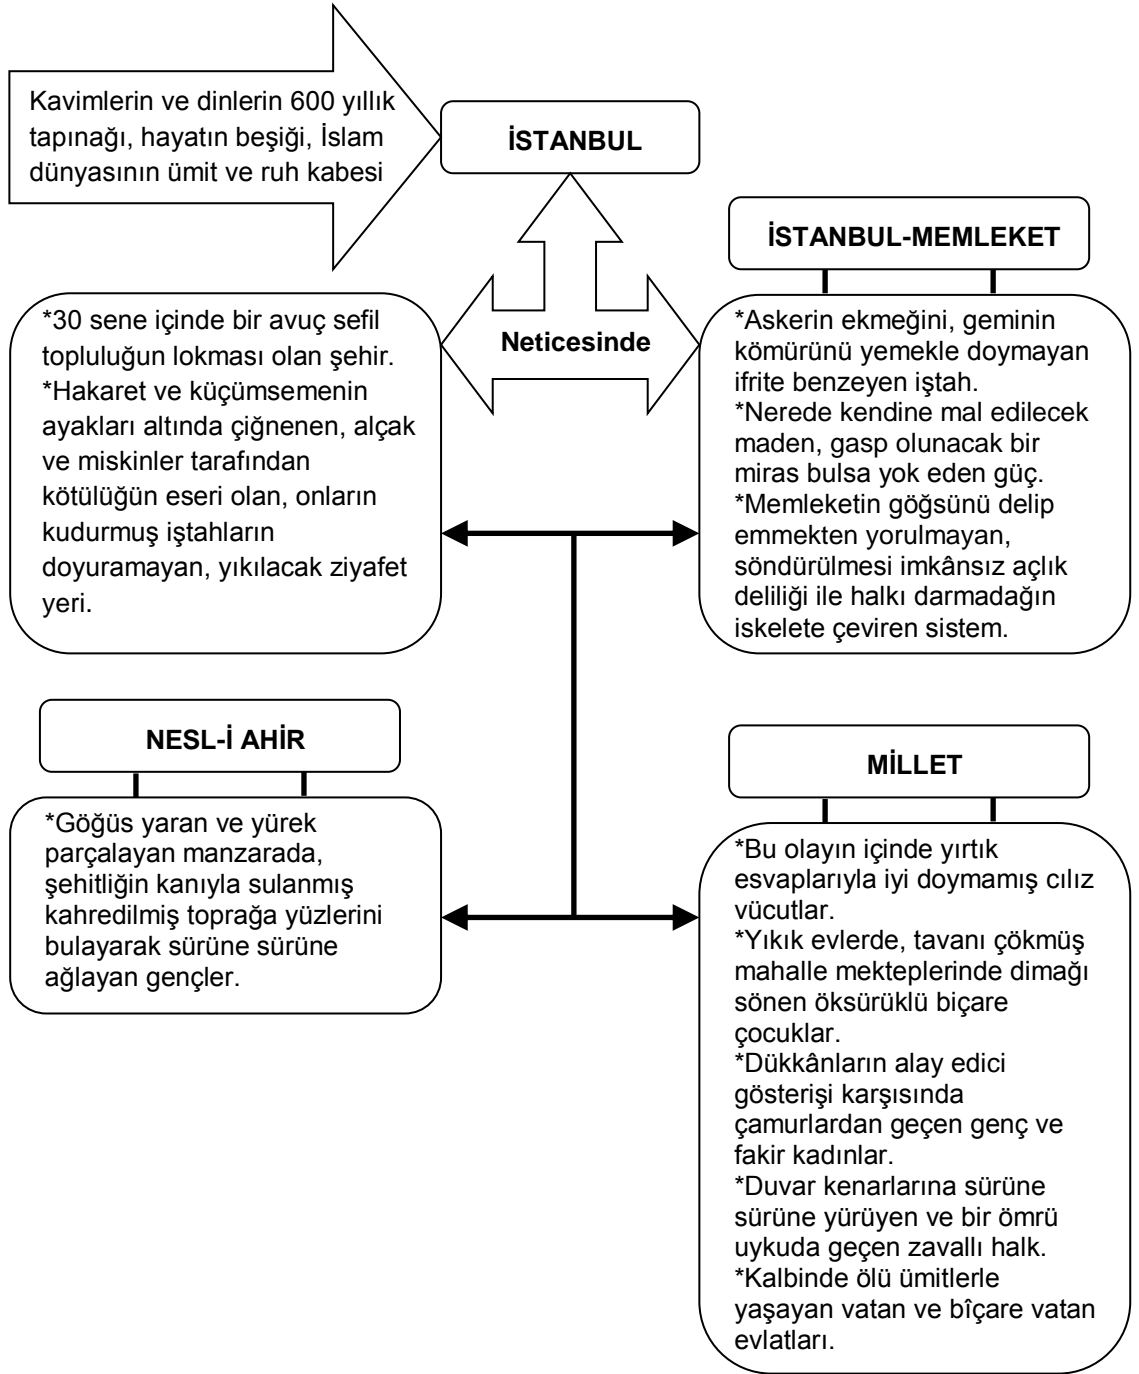 Kavimlerin ve dinlerin 600 yıllık
tapınağı, hayatın beşiği, İslam
dünyasının ümit ve ruh kabesi
İSTANBUL
Neticesinde
*30 sene içinde bir avuç sefil
topluluğun lokması olan şehir.
*Hakaret ve küçümsemenin
ayakları altında çiğnenen, alçak
ve miskinler tarafından
kötülüğün eseri olan, onların
kudurmuş iştahların
doyuramayan, yıkılacak ziyafet
yeri.
İSTANBUL-MEMLEKET
*Askerin ekmeğini, geminin
kömürünü yemekle doymayan
ifrite benzeyen iştah.
*Nerede kendine mal edilecek
maden, gasp olunacak bir
miras bulsa yok eden güç.
*Memleketin göğsünü delip
emmekten yorulmayan,
söndürülmesi imkânsız açlık
deliliği ile halkı darmadağın
iskelete çeviren sistem.
NESL-İ AHİR
*Göğüs yaran ve yürek
parçalayan manzarada,
şehitliğin kanıyla sulanmış
kahredilmiş toprağa yüzlerini
bulayarak sürüne sürüne
ağlayan gençler.
MİLLET
*Bu olayın içinde yırtık
esvaplarıyla iyi doymamış cılız
vücutlar.
*Yıkık evlerde, tavanı çökmüş
mahalle mekteplerinde dimağı
sönen öksürüklü biçare
çocuklar.
*Dükkânların alay edici
gösterişi karşısında
çamurlardan geçen genç ve
fakir kadınlar.
*Duvar kenarlarına sürüne
sürüne yürüyen ve bir ömrü
uykuda geçen zavallı halk.
*Kalbinde ölü ümitlerle
yaşayan vatan ve bîçare vatan
evlatları.